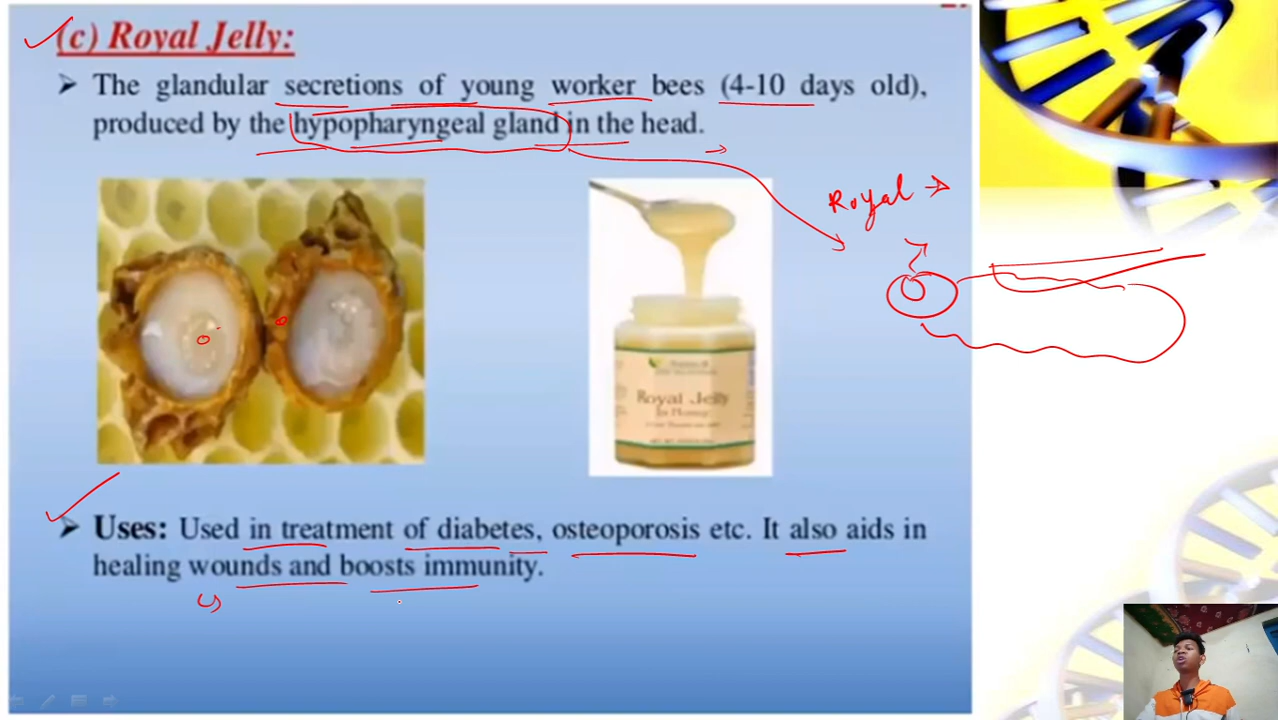 (c) Royal Jelly:
➤ The glandular secretions of young worker bees (4-10 days old),
produced by the hypopharyngeal gland in the head.
Royal →
Royal Jelly
In Honey
➤ Uses: Used in treatment of diabetes, osteoporosis etc. It also aids in
healing wounds and boosts immunity.